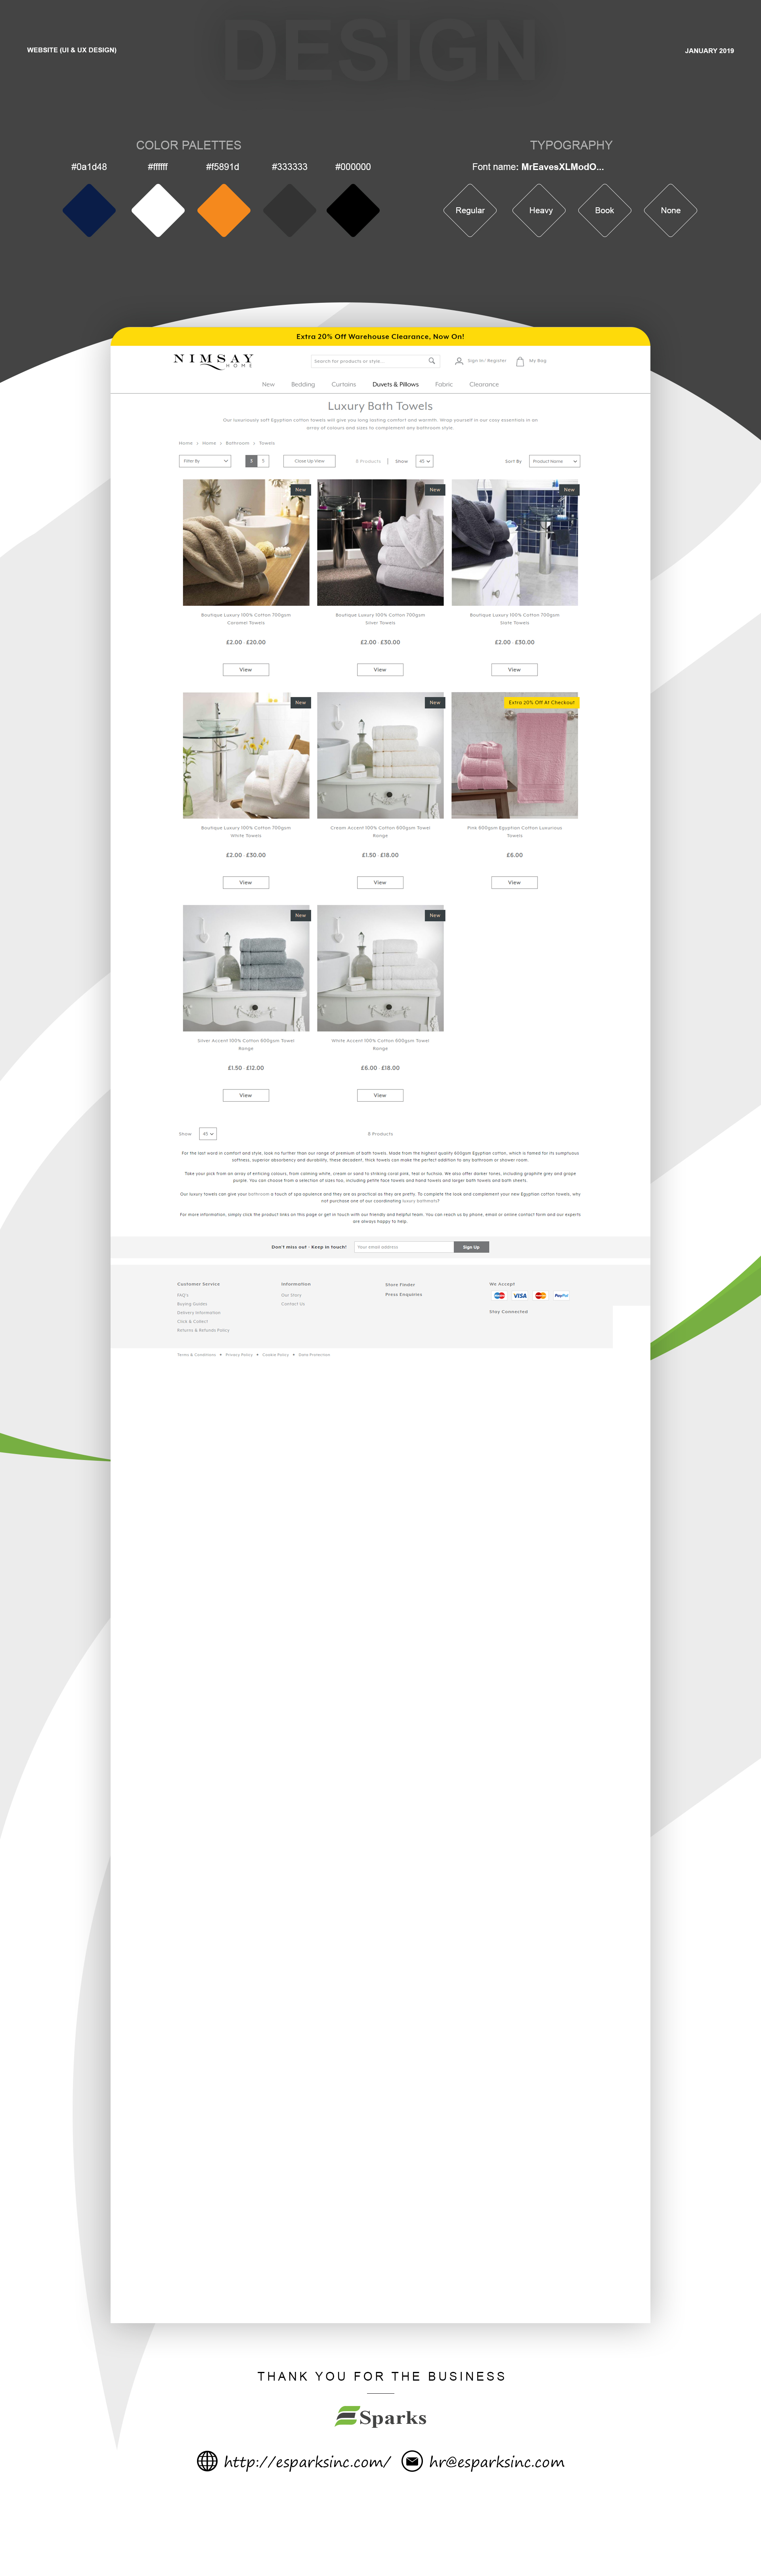 DESIGN
WEBSITE (UI & UX DESIGN)
JANUARY 2019
COLOR PALETTES
TYPOGRAPHY
#0a1d48 #ffffff #f5891d #333333 #000000
Font name: MrEavesXLModO...
Regular Heavy Book None
Extra 20% Off Warehouse Clearance, Now On!
NIMSAY
HOME
Search for products or style..
Sign In/ Register
My Bag
New Bedding Curtains Duvets & Pillows Fabric Clearance
Luxury Bath Towels
Our luxuriously soft Egyptian cotton towels will give you long lasting comfort and warmth. Wrap yourself in our cosy essentials in an
array of colours and sizes to complement any bathroom style.
Home > Home > Bathroom > Towels
Filter By 3 5 Close Up View 8 Products | Show 45 Sort By Product Name
New New New
Boutique Luxury 100% Cotton 700gsm
Caramel Towels
£2.00 - £20.00
View
Boutique Luxury 100% Cotton 700gsm
Silver Towels
£2.00 - £30.00
View
Boutique Luxury 100% Cotton 700gsm
Slate Towels
£2.00 - £30.00
View
New New Extra 20% Off At Checkout
Boutique Luxury 100% Cotton 700gsm
White Towels
£2.00 - £30.00
View
Cream Accent 100% Cotton 600gsm Towel
Range
£1.50 - £18.00
View
Pink 600gsm Egyption Cotton Luxurious
Towels
£6.00
View
New New
Silver Accent 100% Cotton 600gsm Towel
Range
£1.50 - £12.00
View
White Accent 100% Cotton 600gsm Towel
Range
£6.00 - £18.00
View
Show 45 8 Products
For the last word in comfort and style, look no further than our range of premium of bath towels. Made from the highest quality 600gsm Egyptian cotton, which is famed for its sumptuous
softness, superior absorbency and durability, these decadent, thick towels can make the perfect addition to any bathroom or shower room.
Take your pick from an array of enticing colours, from calming white, cream or sand to striking coral pink, teal or fuchsia. We also offer darker tones, including graphite grey and grape
purple. You can choose from a selection of sizes too, including petite face towels and hand towels and larger bath towels and bath sheets.
Our luxury towels can give your bathroom a touch of spa opulence and they are as practical as they are pretty. To complete the look and complement your new Egyptian cotton towels, why
not purchase one of our coordinating luxury bathmats?
For more information, simply click the product links on this page or get in touch with our friendly and helpful team. You can reach us by phone, email or online contact form and our experts
are always happy to help.
Don't miss out - Keep in touch! Your email address Sign Up
Customer Service
FAQ's
Buying Guides
Delivery Information
Click & Collect
Returns & Refunds Policy
Information
Our Story
Contact Us
Store Finder
Press Enquiries
We Accept
VISA
PayPal
Stay Connected
Terms & Conditions • Privacy Policy • Cookie Policy • Data Protection
THANK YOU FOR THE BUSINESS
Sparks
http://esparksinc.com/ hr@esparksinc.com